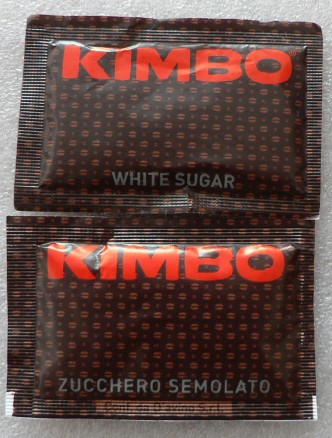 KIMBO
WHITE SUGAR
KIMBO
ZUCCHERO SEMOLATO